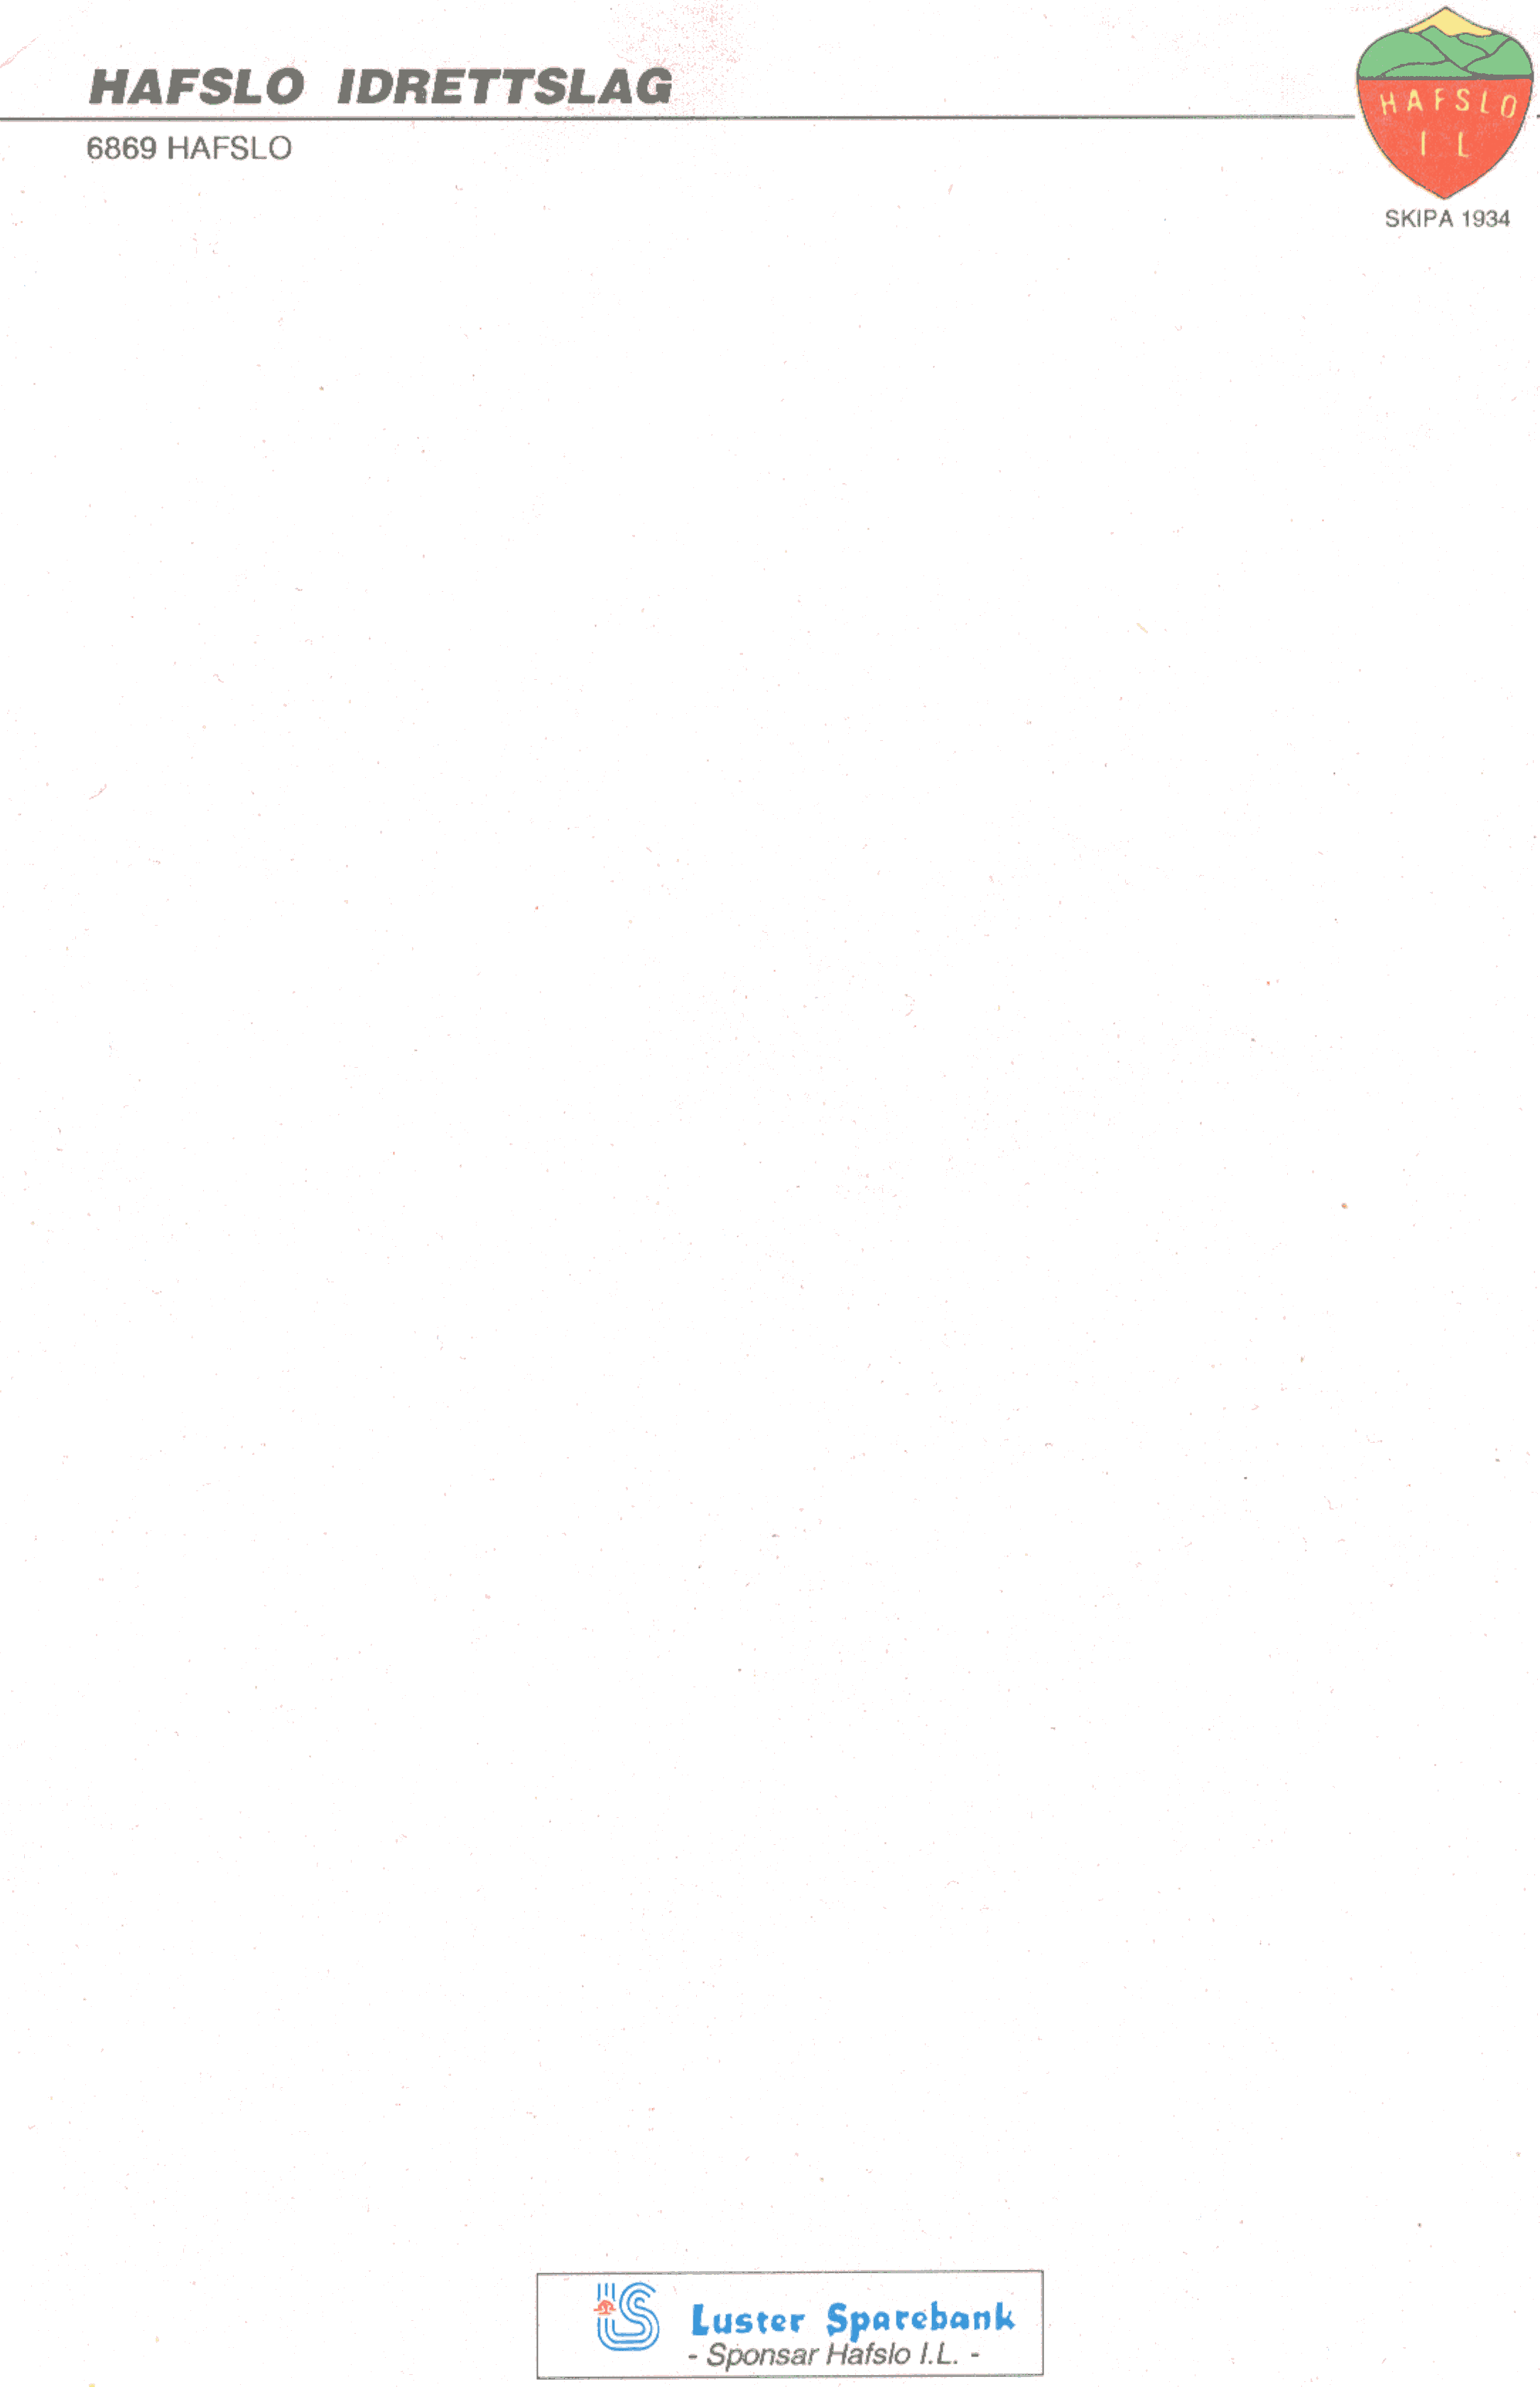 HAFSLO IDRETTSLAG
6869 HAFSLO
HAFSLO
I L
SKIPA 1934
Luster Sparebank
- Sponsar Hafslo I.L. -